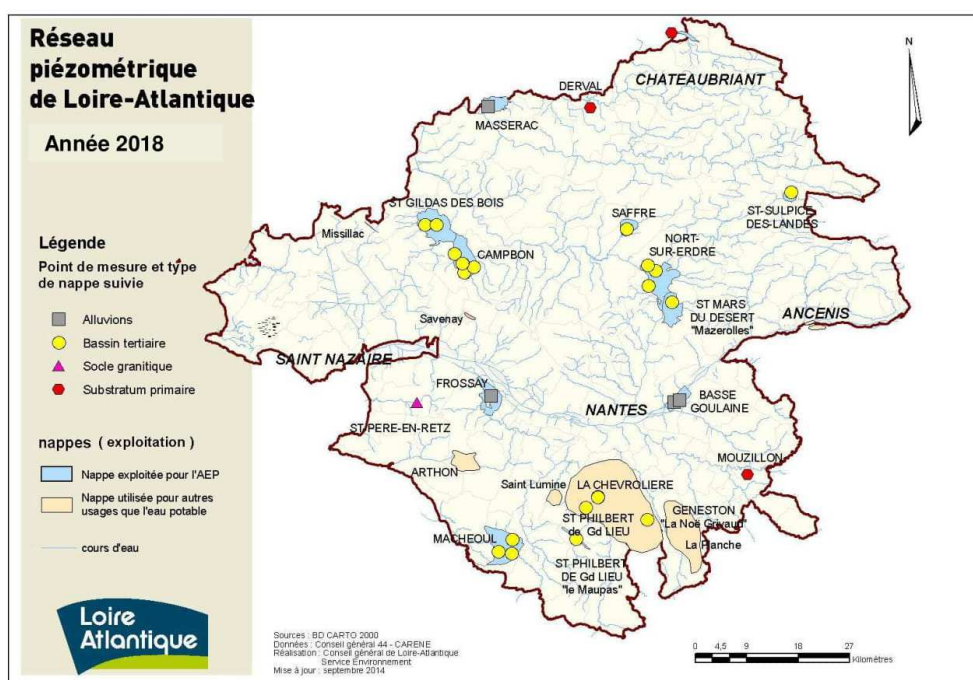 Réseau
piézométrique
de Loire-Atlantique
Année 2018
Légende
Point de mesure et type
de nappe suivie
Alluvions
Bassin tertiaire
Socle granitique
Substratum primaire
nappes ( exploitation )
Nappe exploitée pour l'AEP
Nappe utilisée pour autres
usages que l'eau potable
cours d'eau
Loire
Atlantique
N
CHATEAUBRIANT
DERVAL
MASSERAC
ST GILDAS DES BOIS
Missillac
SAFFRE
ST-SULPICE
DES-LANDES
CAMPBON
NORT-
SUR-ERDRE
Savenay
ST MARS
DU DESERT
"Mazerolles"
ANCENIS
SAINT NAZAIRE
FROSSAY
NANTES
BASSE
GOULAINE
ST-PERE-EN-RETZ
MOUZILLON
ARTHON
Saint Lumine
LA CHEVROLIERE
GENESTON
"La Noë Grivaud"
ST PHILBERT
de Gd LIEU
La Planche
MACHEOUL
ST PHILBERT
DE Gd LIEU
"le Maupas"
Sources : BD CARTO 2000
Données : Conseil général 44 - CARENE
Réalisation : Conseil général de Loire-Atlantique
Service Environnement
Mise à jour : septembre 2014
0 4,5 9 18 27
Kilomètres